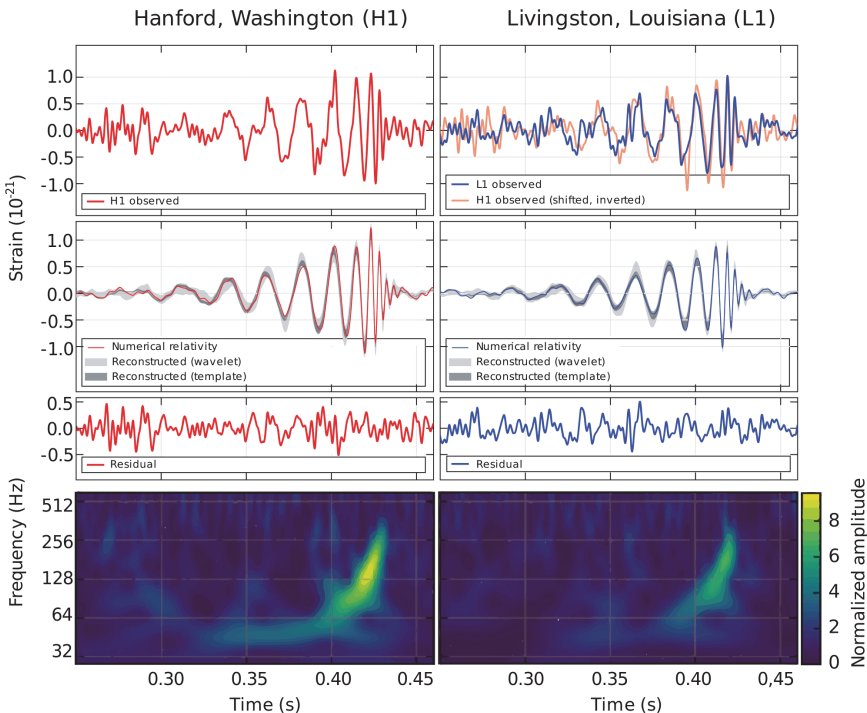 Hanford, Washington (H1)
Livingston, Louisiana (L1)
Strain (10⁻²¹)
1.0
0.5
0.0
-0.5
-1.0
H1 observed
L1 observed
H1 observed (shifted, inverted)
1.0
0.5
0.0
-0.5
-1.0
Numerical relativity
Reconstructed (wavelet)
Reconstructed (template)
Numerical relativity
Reconstructed (wavelet)
Reconstructed (template)
0.5
0.0
-0.5
Residual
Residual
Frequency (Hz)
512
256
128
64
32
Normalized amplitude
8
6
4
2
0
0.30
0.35
0.40
0.45
0.30
0.35
0.40
0,45
Time (s)
Time (s)